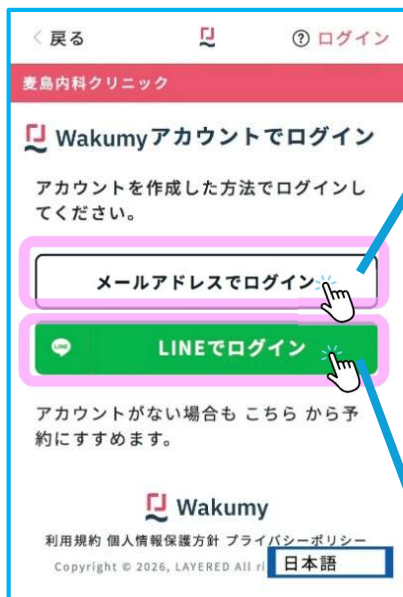 戻る
ログイン
麦島内科クリニック
Wakumyアカウントでログイン
アカウントを作成した方法でログインし
てください。
メールアドレスでログイン
LINE
LINEでログイン
アカウントがない場合も こちら から予
約にすすめます。
Wakumy
利用規約 個人情報保護方針 プライバシーポリシー
Copyright © 2026, LAYERED All ri
日本語